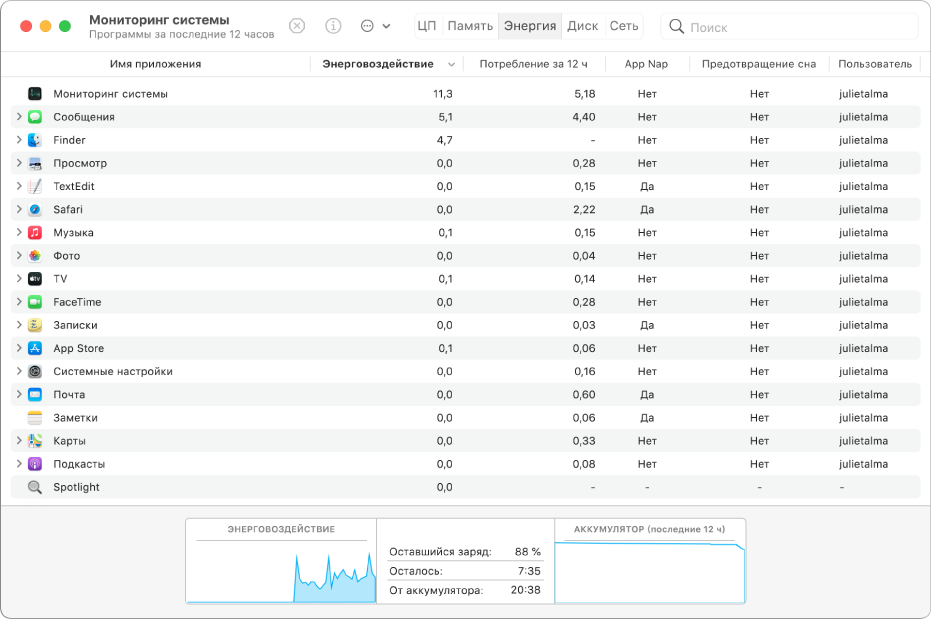 Мониторинг системы
Программы за последние 12 часов
ЦП Память Энергия Диск Сеть
Поиск
Имя приложения Энерговоздействие Потребление за 12 ч App Nap Предотвращение сна Пользователь
Мониторинг системы 11,3 5,18 Нет Нет julietalma
Сообщения 5,1 4,40 Нет Нет julietalma
Finder 4,7 - Нет Нет julietalma
Просмотр 0,0 0,28 Нет Нет julietalma
TextEdit 0,0 0,15 Да Нет julietalma
Safari 0,0 2,22 Да Нет julietalma
Музыка 0,1 0,15 Нет Нет julietalma
Фото 0,0 0,04 Нет Нет julietalma
TV 0,1 0,14 Нет Нет julietalma
FaceTime 0,0 0,28 Нет Нет julietalma
Записки 0,0 0,03 Да Нет julietalma
App Store 0,1 0,06 Нет Нет julietalma
Системные настройки 0,0 0,16 Нет Нет julietalma
Почта 0,0 0,60 Да Нет julietalma
Заметки 0,0 0,06 Да Нет julietalma
Карты 0,0 0,33 Нет Нет julietalma
Подкасты 0,0 0,08 Нет Нет julietalma
Spotlight 0,0 - - - -
ЭНЕРГОВОЗДЕЙСТВИЕ
Оставшийся заряд: 88 %
Осталось: 7:35
От аккумулятора: 20:38
АККУМУЛЯТОР (последние 12 ч)